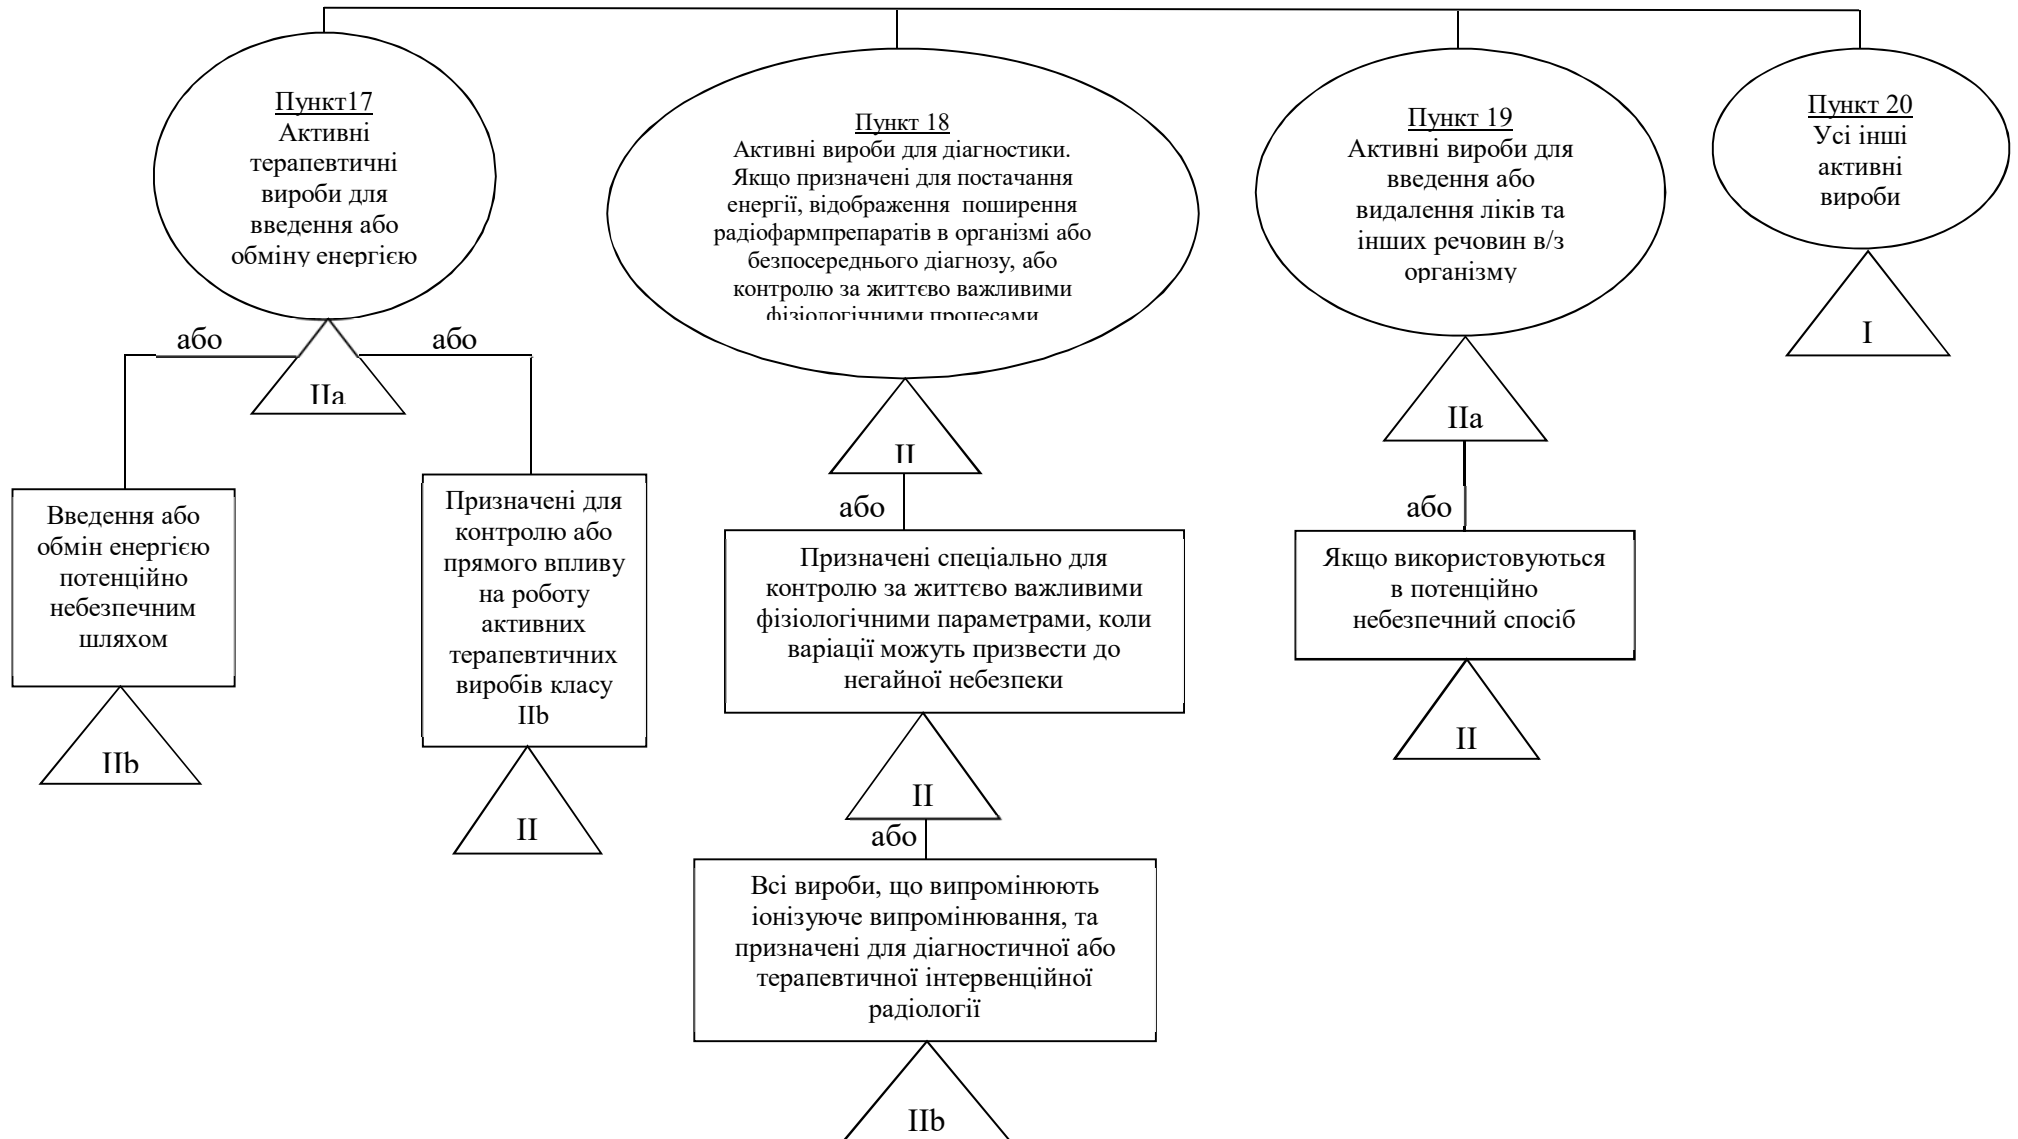 Пункт17
Активні
терапевтичні
вироби для
введення або
обміну енергією
Пункт 18
Активні вироби для діагностики.
Якщо призначені для постачання
енергії, відображення поширення
радіофармпрепаратів в організмі або
безпосереднього діагнозу, або
контролю за життєво важливими
фізіологічними процесами
Пункт 19
Активні вироби для
введення або
видалення ліків та
інших речовин в/з
організму
Пункт 20
Усі інші
активні
вироби
або
або
IIa
II
IIa
I
Введення або
обмін енергією
потенційно
небезпечним
шляхом
Призначені для
контролю або
прямого впливу
на роботу
активних
терапевтичних
виробів класу
IIb
або
Призначені спеціально для
контролю за життєво важливими
фізіологічними параметрами, коли
варіації можуть призвести до
негайної небезпеки
або
Якщо використовуються
в потенційно
небезпечний спосіб
IIb
II
II
II
або
Всі вироби, що випромінюють
іонізуюче випромінювання, та
призначені для діагностичної або
терапевтичної інтервенційної
радіології
IIb